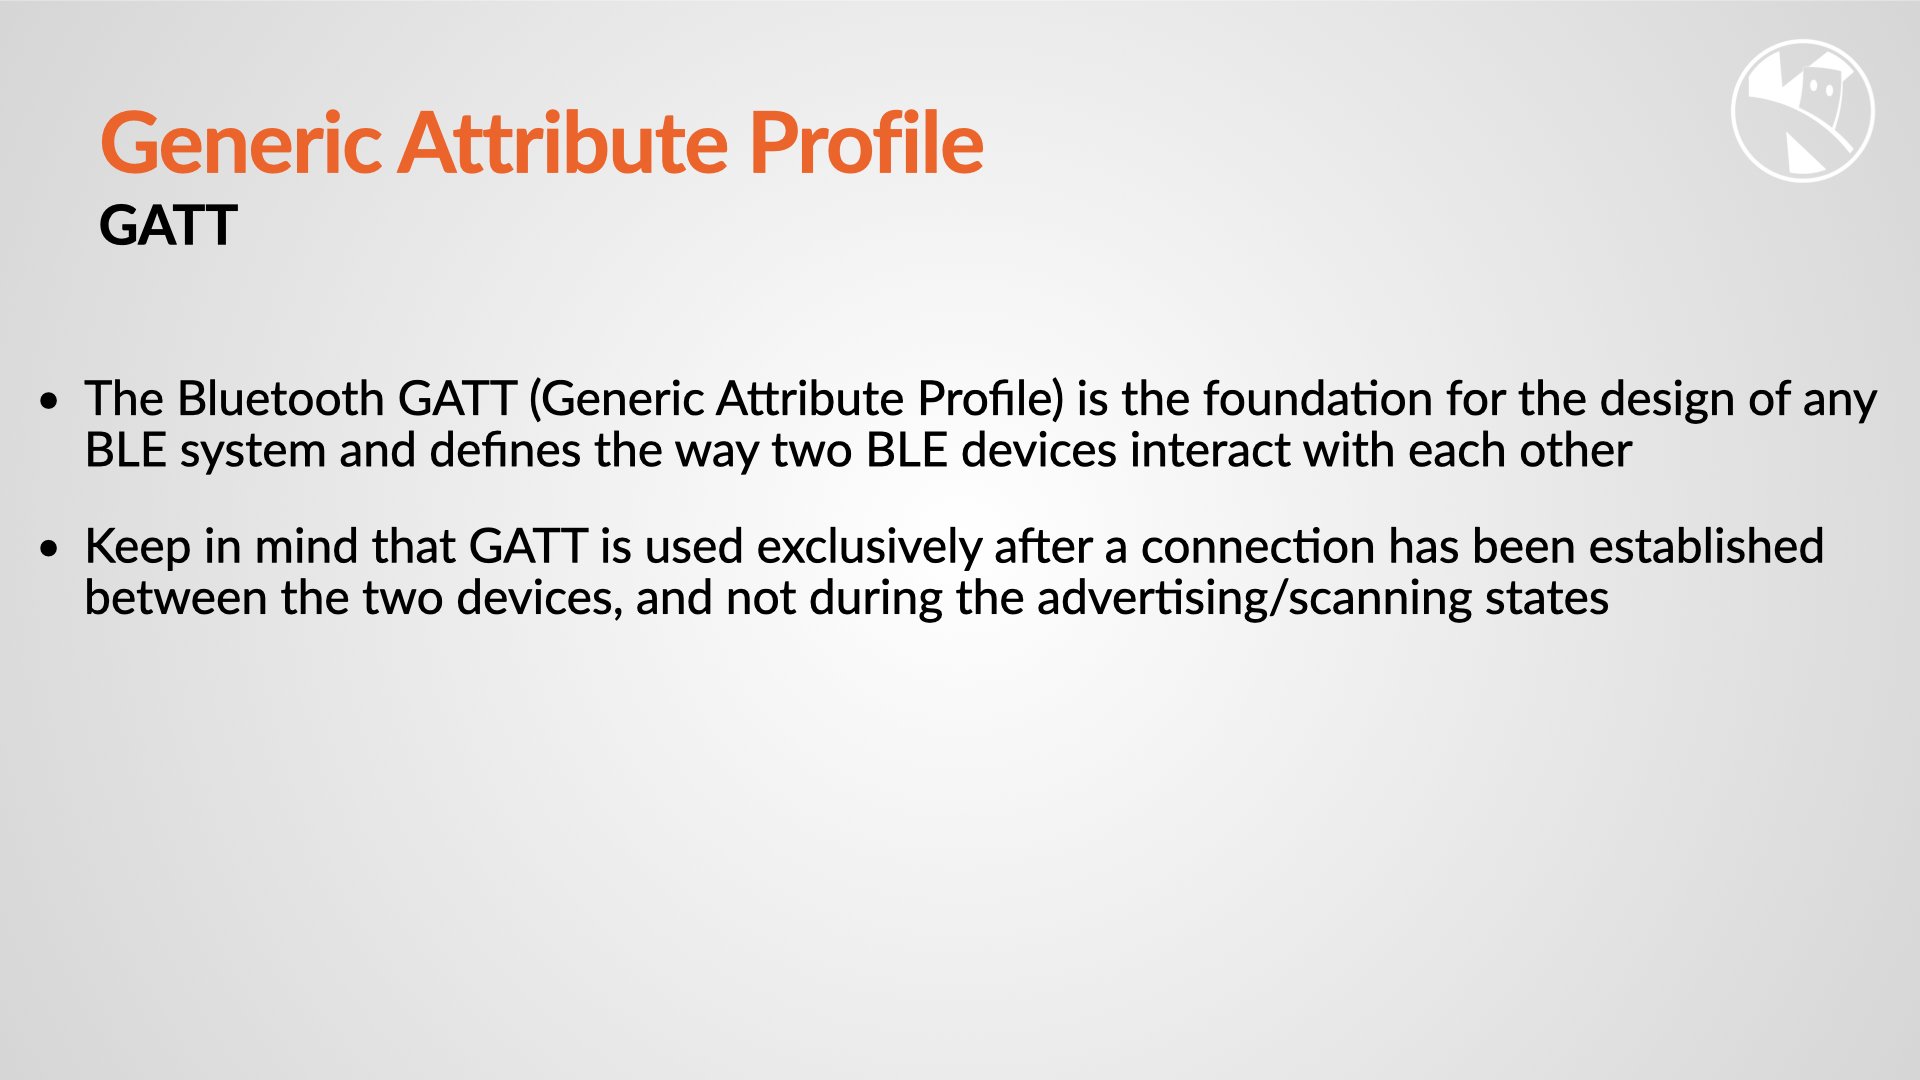 Generic Attribute Profile
GATT
• The Bluetooth GATT (Generic Attribute Profile) is the foundation for the design of any
BLE system and defines the way two BLE devices interact with each other
• Keep in mind that GATT is used exclusively after a connection has been established
between the two devices, and not during the advertising/scanning states